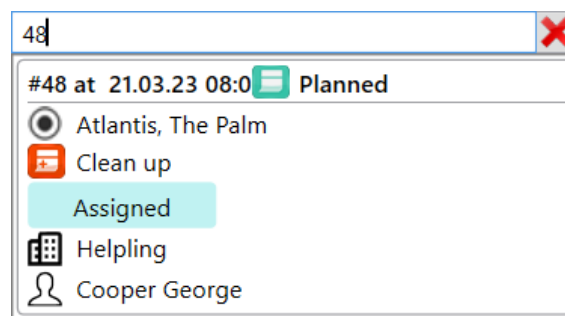 48
#48 at 21.03.23 08:0 Planned
Atlantis, The Palm
Clean up
Assigned
Helpling
Cooper George